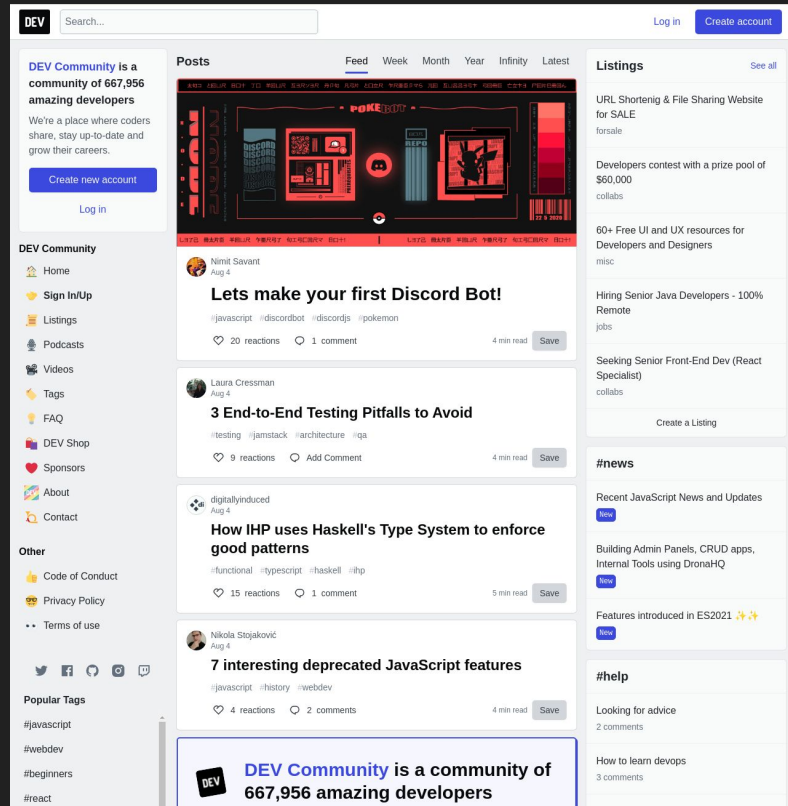 DEV
Search...
Log in
Create account
DEV Community is a
community of 667,956
amazing developers
We're a place where coders
share, stay up-to-date and
grow their careers.
Create new account
Log in
DEV Community
Home
Sign In/Up
Listings
Podcasts
Videos
Tags
FAQ
DEV Shop
Sponsors
About
Contact
Other
Code of Conduct
Privacy Policy
Terms of use
Popular Tags
#javascript
#webdev
#beginners
#react
Posts
Feed Week Month Year Infinity Latest
POKEBOT
DISCORD
REPO
22 8 2020
Nimit Savant
Aug 4
Lets make your first Discord Bot!
#javascript #discordbot #discordjs #pokemon
20 reactions 1 comment 4 min read Save
Laura Cressman
Aug 4
3 End-to-End Testing Pitfalls to Avoid
#testing #jamstack #architecture #qa
9 reactions Add Comment 4 min read Save
digitallyinduced
Aug 4
How IHP uses Haskell's Type System to enforce
good patterns
#functional #typescript #haskell #ihp
15 reactions 1 comment 5 min read Save
Nikola Stojaković
Aug 4
7 interesting deprecated JavaScript features
#javascript #history #webdev
4 reactions 2 comments 4 min read Save
DEV
DEV Community is a community of
667,956 amazing developers
Listings
See all
URL Shortenig & File Sharing Website
for SALE
forsale
Developers contest with a prize pool of
$60,000
collabs
60+ Free UI and UX resources for
Developers and Designers
misc
Hiring Senior Java Developers - 100%
Remote
jobs
Seeking Senior Front-End Dev (React
Specialist)
collabs
Create a Listing
#news
Recent JavaScript News and Updates
New
Building Admin Panels, CRUD apps,
Internal Tools using DronaHQ
New
Features introduced in ES2021 ✨✨
New
#help
Looking for advice
2 comments
How to learn devops
3 comments